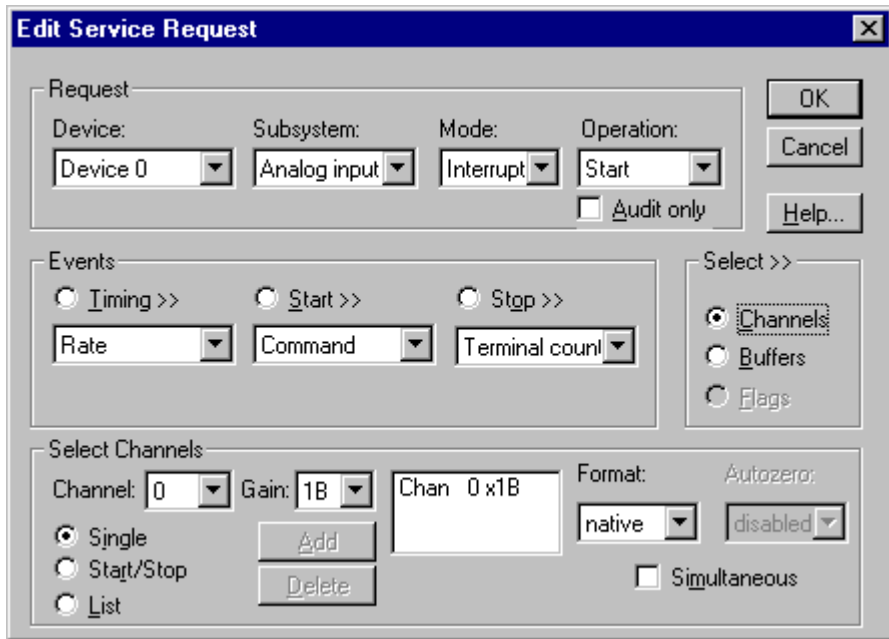 Edit Service Request
Request
OK
Device: Subsystem: Mode: Operation:
Device 0 Analog input Interrupt Start
Cancel
Audit only
Help...
Events
Select >>
Timing >> Start >> Stop >>
Channels
Rate Command Terminal count
Buffers
Flags
Select Channels
Channel: 0 Gain: 1B Chan 0 x1B Format: Autozero:
native disabled
Single Add
Start/Stop Simultaneous
Delete
List